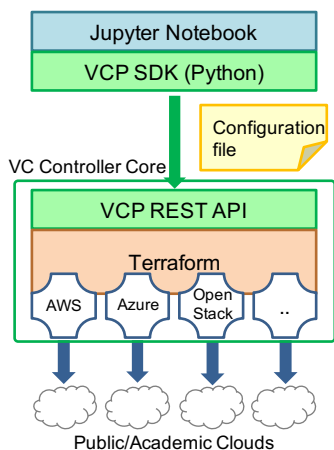 Jupyter Notebook
VCP SDK (Python)
Configuration
file
VC Controller Core
VCP REST API
Terraform
AWS
Azure
Open
Stack
..
Public/Academic Clouds